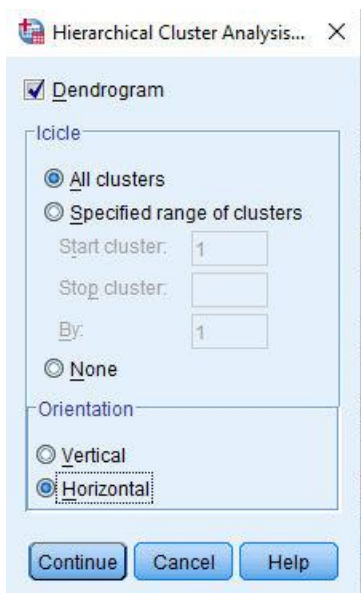 Hierarchical Cluster Analysis...
Dendrogram
Icicle
All clusters
Specified range of clusters
Start cluster: 1
Stop cluster:
By: 1
None
Orientation
Vertical
Horizontal
Continue Cancel Help